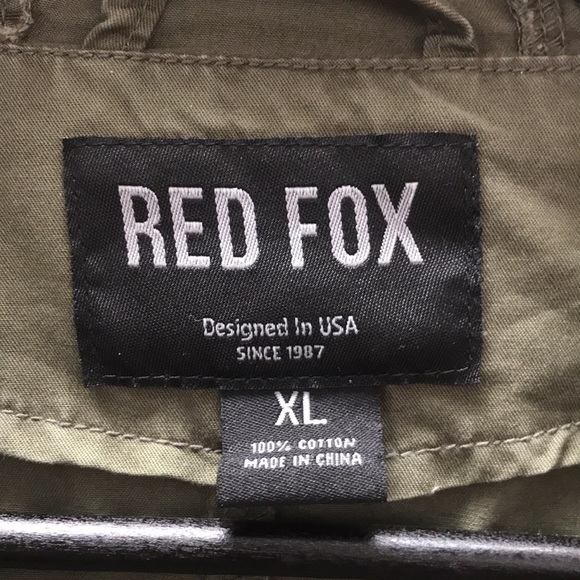 RED FOX
Designed In USA
SINCE 1987
XL
100% COTTON
MADE IN CHINA